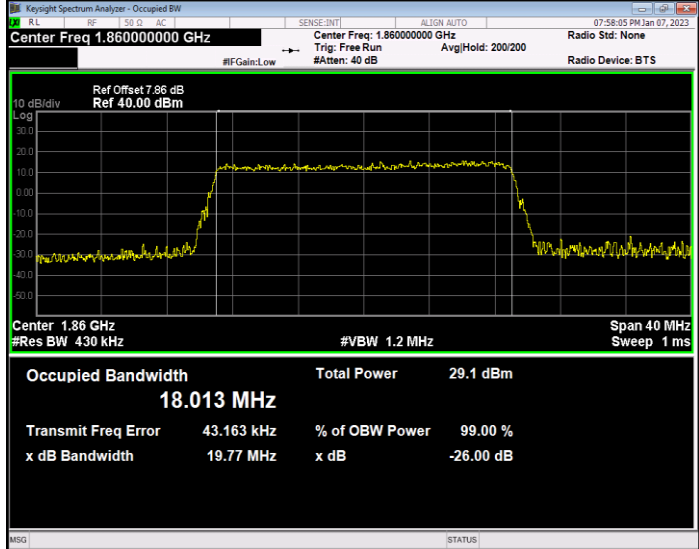 Keysight Spectrum Analyzer - Occupied BW
RL RF 50 Ω AC SENSE:INT ALIGN AUTO 07:58:05 PM Jan 07, 2023
Center Freq 1.860000000 GHz Center Freq: 1.860000000 GHz Radio Std: None
Trig: Free Run Avg|Hold: 200/200
#IFGain:Low #Atten: 40 dB Radio Device: BTS
Ref Offset 7.86 dB
10 dB/div Ref 40.00 dBm
Log
30.0
20.0
10.0
0.00
-10.0
-20.0
-30.0
-40.0
-50.0
Center 1.86 GHz Span 40 MHz
#Res BW 430 kHz #VBW 1.2 MHz Sweep 1 ms
Occupied Bandwidth Total Power 29.1 dBm
18.013 MHz
Transmit Freq Error 43.163 kHz % of OBW Power 99.00 %
x dB Bandwidth 19.77 MHz x dB -26.00 dB
MSG STATUS